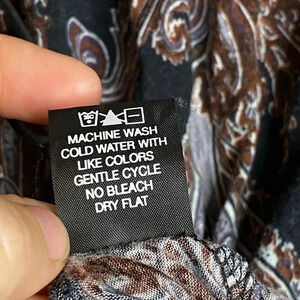 MACHINE WASH
COLD WATER WITH
LIKE COLORS
GENTLE CYCLE
NO BLEACH
DRY FLAT